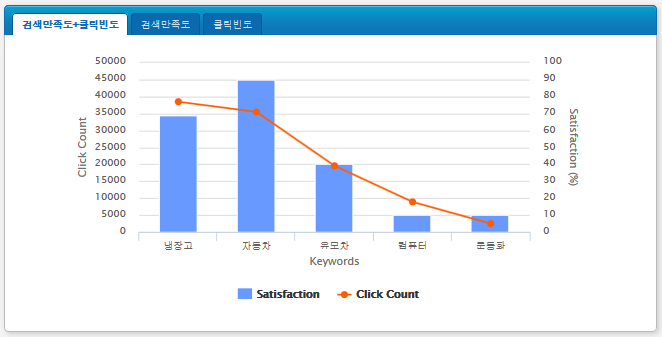 검색만족도+클릭빈도 검색만족도 클릭빈도
50000 100
45000 90
40000 80
35000 70
30000 60
25000 50
20000 40
15000 30
10000 20
5000 10
0 0
Click Count
Satisfaction (%)
냉장고 자동차 유모차 컴퓨터 운동화
Keywords
Satisfaction Click Count